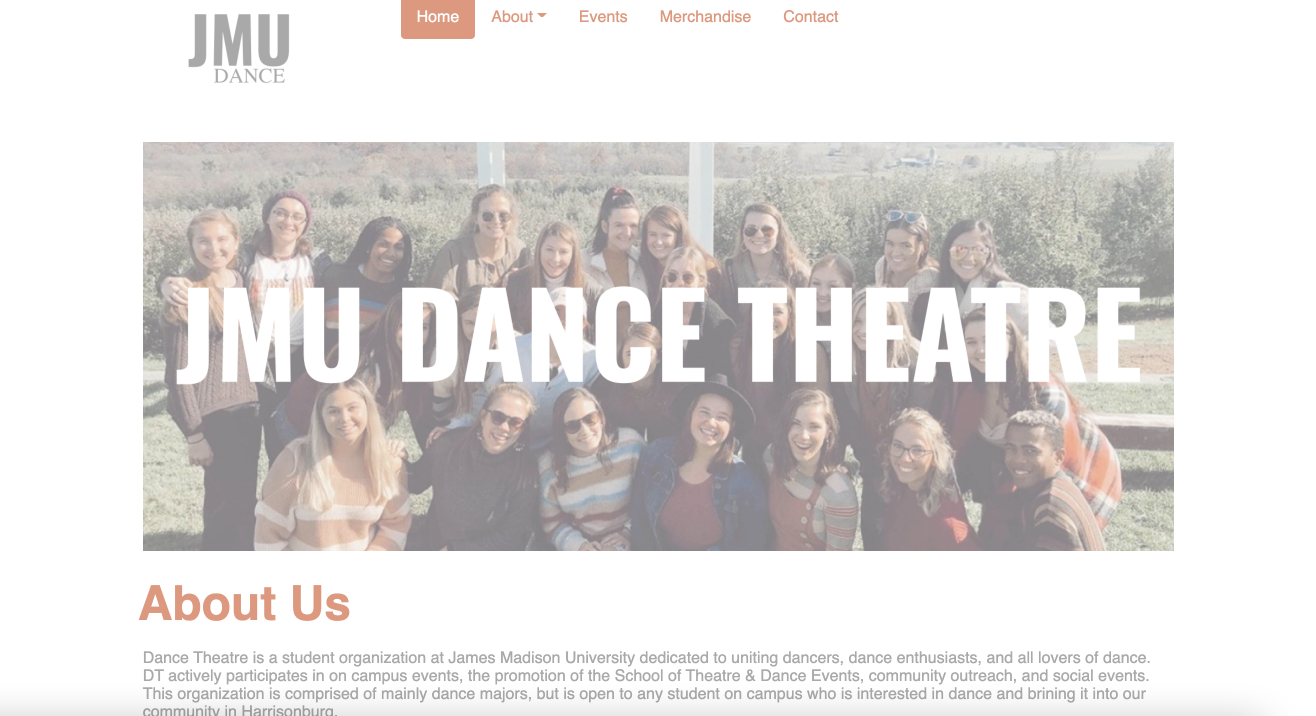 JMU
DANCE
Home About Events Merchandise Contact
JMU DANCE THEATRE
About Us
Dance Theatre is a student organization at James Madison University dedicated to uniting dancers, dance enthusiasts, and all lovers of dance.
DT actively participates in on campus events, the promotion of the School of Theatre & Dance Events, community outreach, and social events.
This organization is comprised of mainly dance majors, but is open to any student on campus who is interested in dance and brining it into our
community in Harrisonburg.